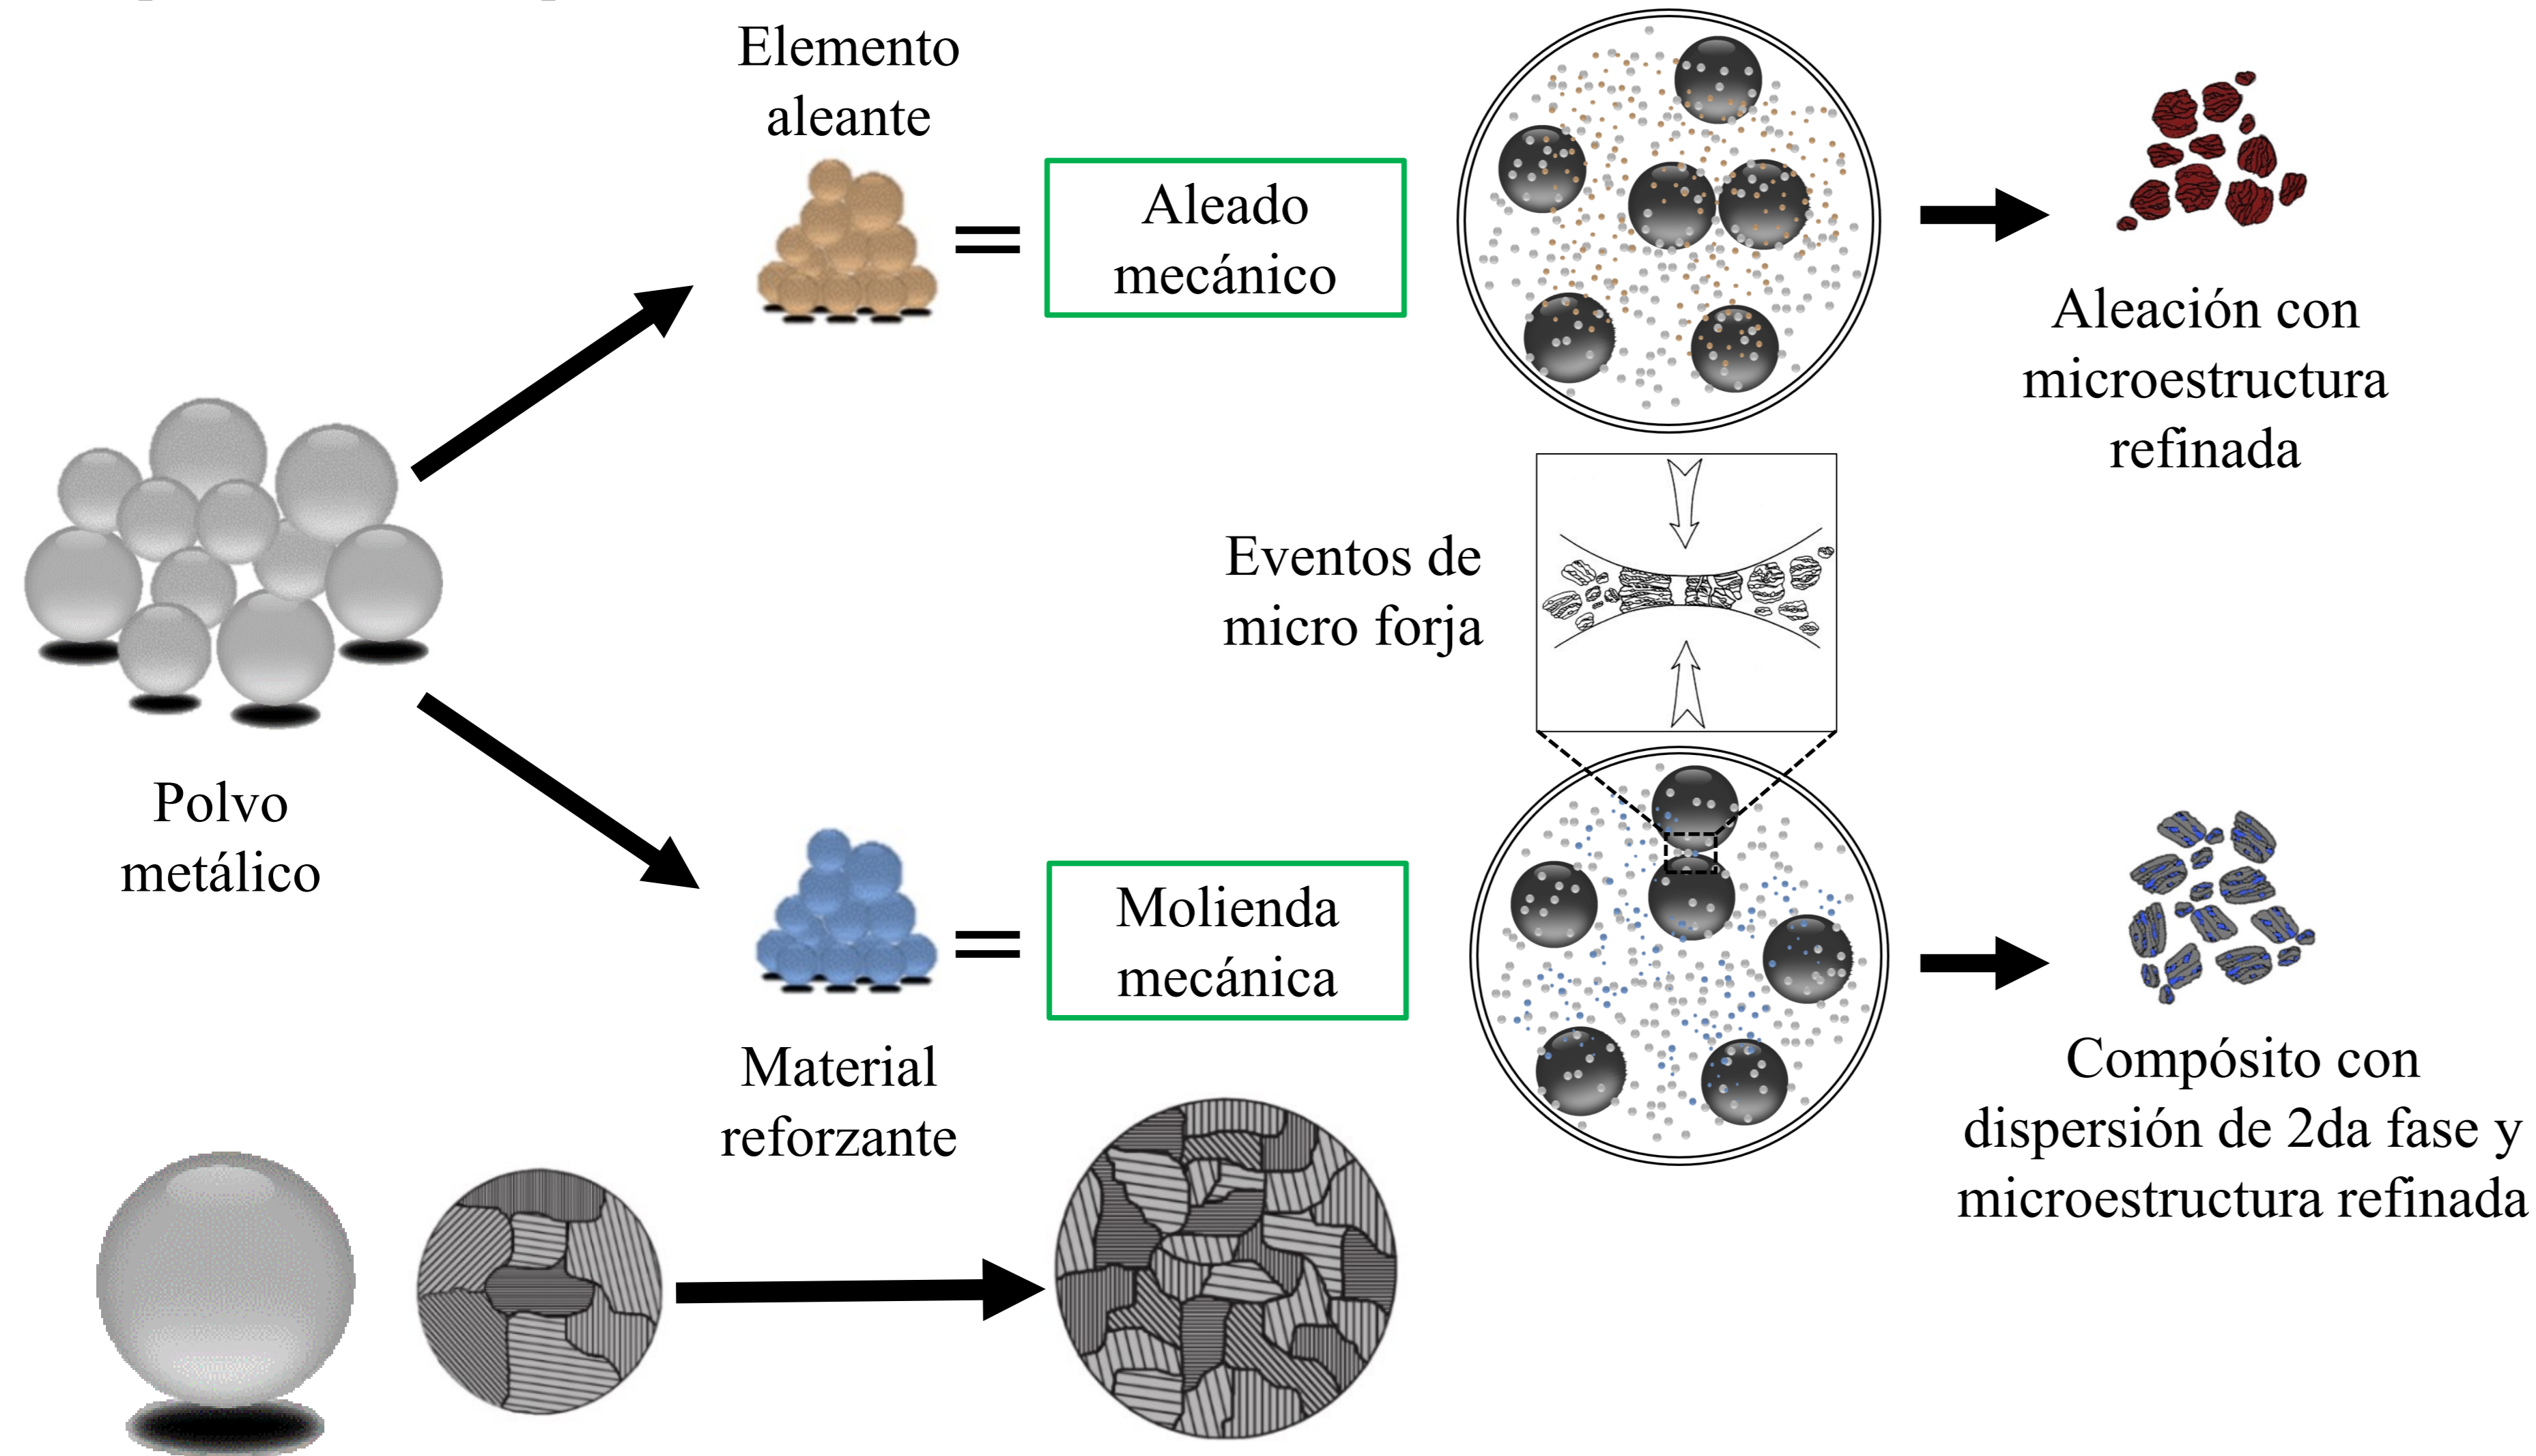 Elemento
aleante
Aleado
mecánico
Aleación con
microestructura
refinada
Eventos de
micro forja
Polvo
metálico
Molienda
mecánica
Material
reforzante
Compósito con
dispersión de 2da fase y
microestructura refinada